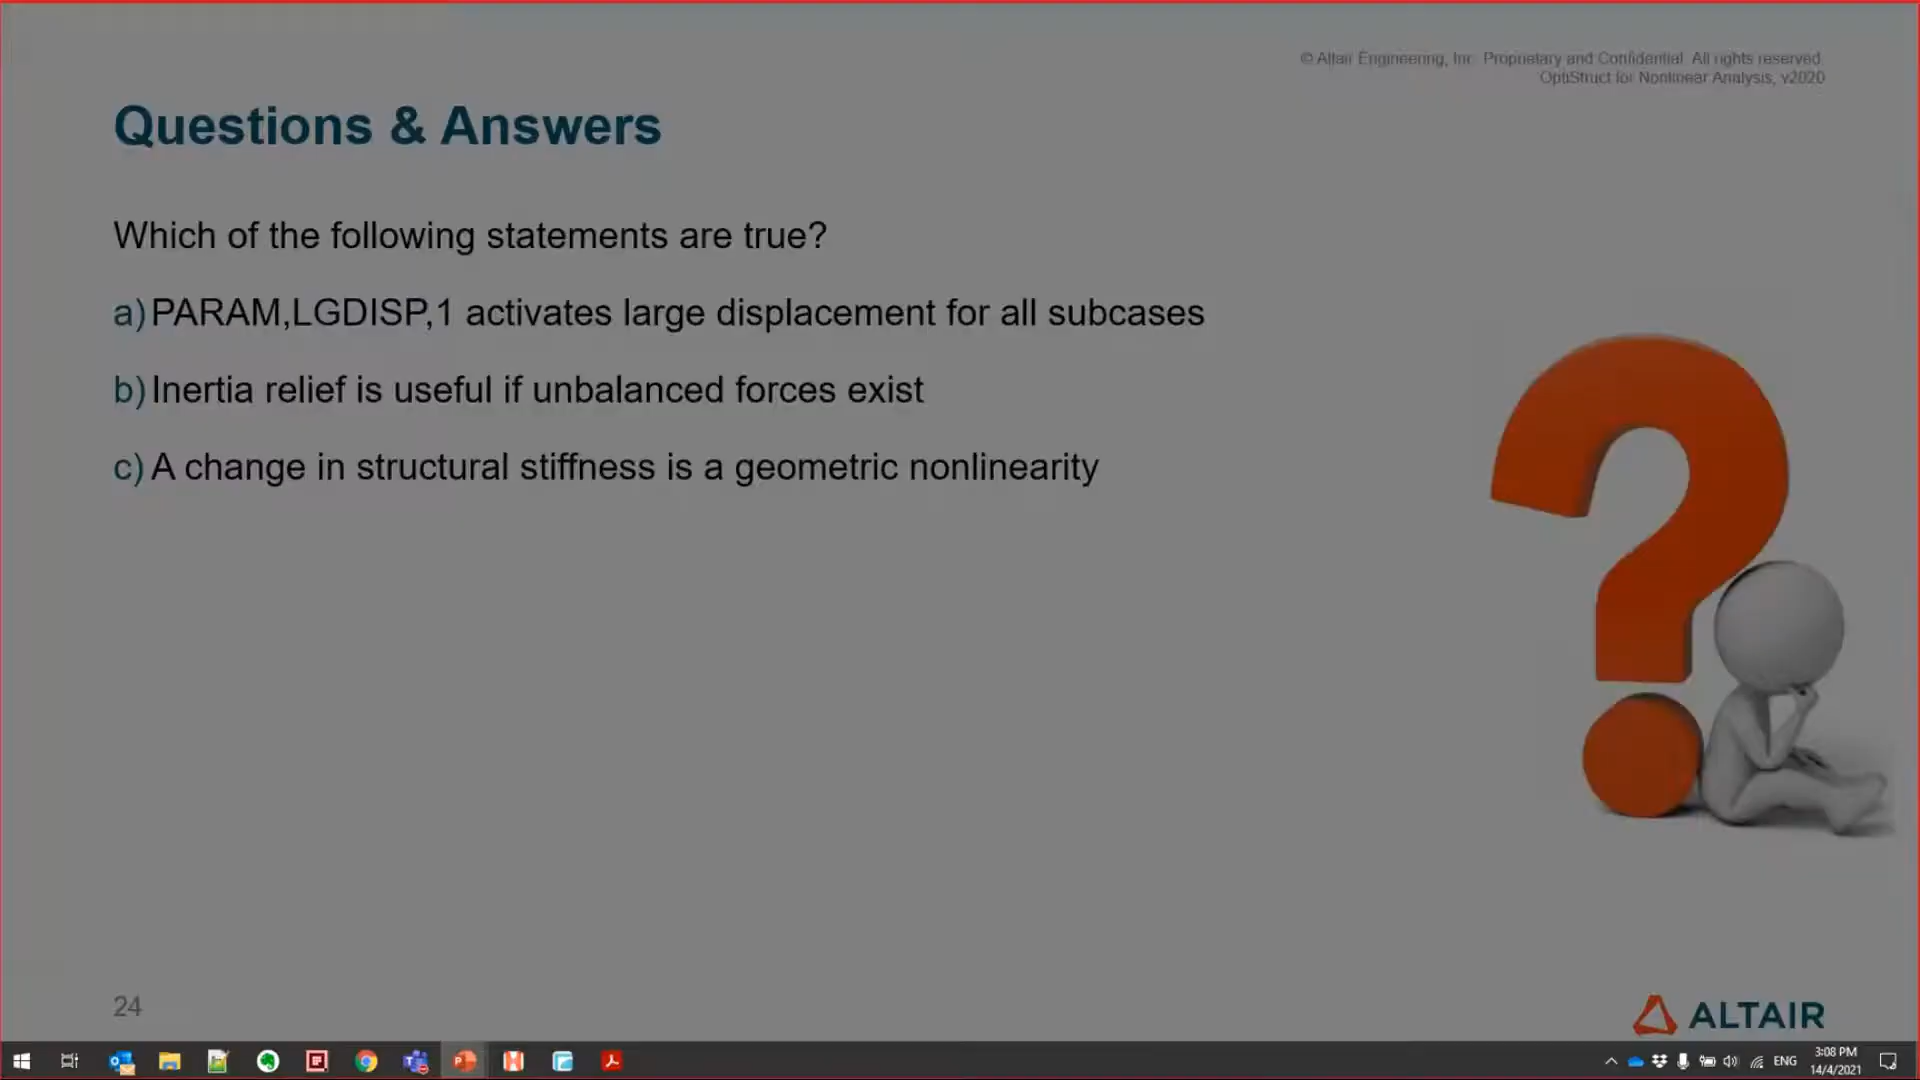 © Altair Engineering, Inc. Proprietary and Confidential. All rights reserved.
OptiStruct for Nonlinear Analysis, v2020
Questions & Answers
Which of the following statements are true?
a) PARAM,LGDISP,1 activates large displacement for all subcases
b) Inertia relief is useful if unbalanced forces exist
c) A change in structural stiffness is a geometric nonlinearity
24
ALTAIR
ENG
3:08 PM
14/4/2021